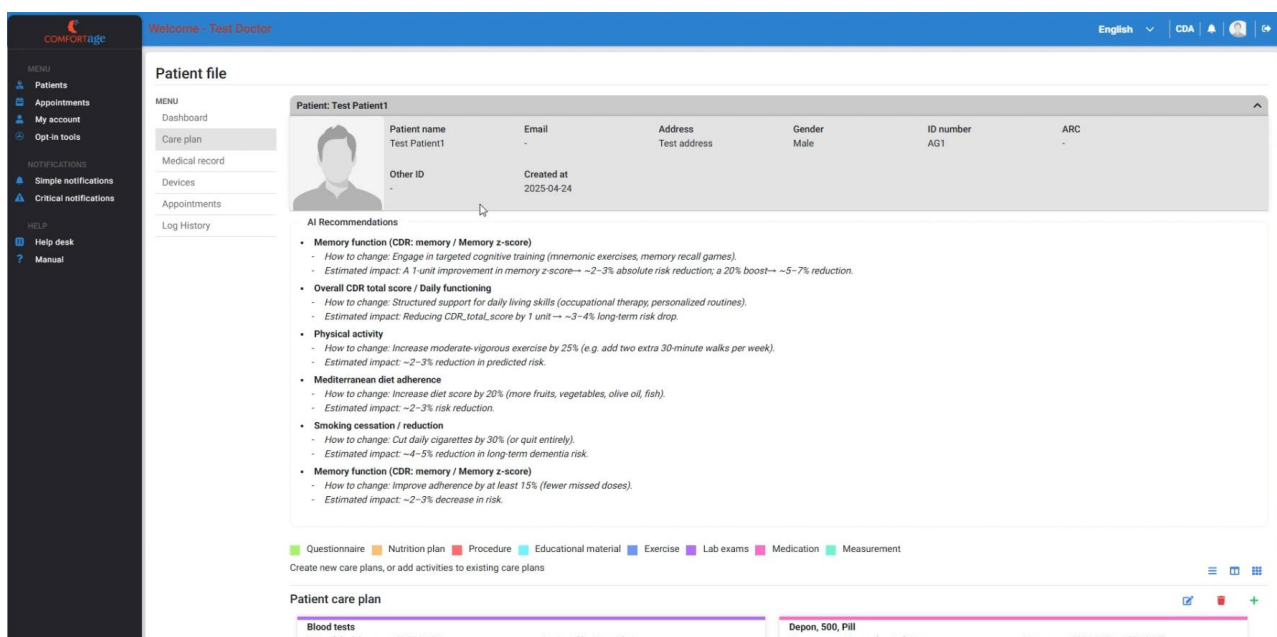 COMFORTage
Welcome - Test Doctor
English
CDA
MENU
Patients
Appointments
My account
Opt-in tools
NOTIFICATIONS
Simple notifications
Critical notifications
HELP
Help desk
Manual
Patient file
MENU
Dashboard
Care plan
Medical record
Devices
Appointments
Log History
Patient: Test Patient1
Patient name Email Address Gender ID number ARC
Test Patient1 - Test address Male AG1 -
Other ID Created at
- 2025-04-24
AI Recommendations
• Memory function (CDR: memory / Memory z-score)
- How to change: Engage in targeted cognitive training (mnemonic exercises, memory recall games).
- Estimated impact: A 1-unit improvement in memory z-score→ ~2–3% absolute risk reduction; a 20% boost→ ~5–7% reduction.
• Overall CDR total score / Daily functioning
- How to change: Structured support for daily living skills (occupational therapy, personalized routines).
- Estimated impact: Reducing CDR_total_score by 1 unit → ~3–4% long-term risk drop.
• Physical activity
- How to change: Increase moderate-vigorous exercise by 25% (e.g. add two extra 30-minute walks per week).
- Estimated impact: ~2–3% reduction in predicted risk.
• Mediterranean diet adherence
- How to change: Increase diet score by 20% (more fruits, vegetables, olive oil, fish).
- Estimated impact: ~2–3% risk reduction.
• Smoking cessation / reduction
- How to change: Cut daily cigarettes by 30% (or quit entirely).
- Estimated impact: ~4–5% reduction in long-term dementia risk.
• Memory function (CDR: memory / Memory z-score)
- How to change: Improve adherence by at least 15% (fewer missed doses).
- Estimated impact: ~2–3% decrease in risk.
Questionnaire Nutrition plan Procedure Educational material Exercise Lab exams Medication Measurement
Create new care plans, or add activities to existing care plans
Patient care plan
Blood tests Depon, 500, Pill